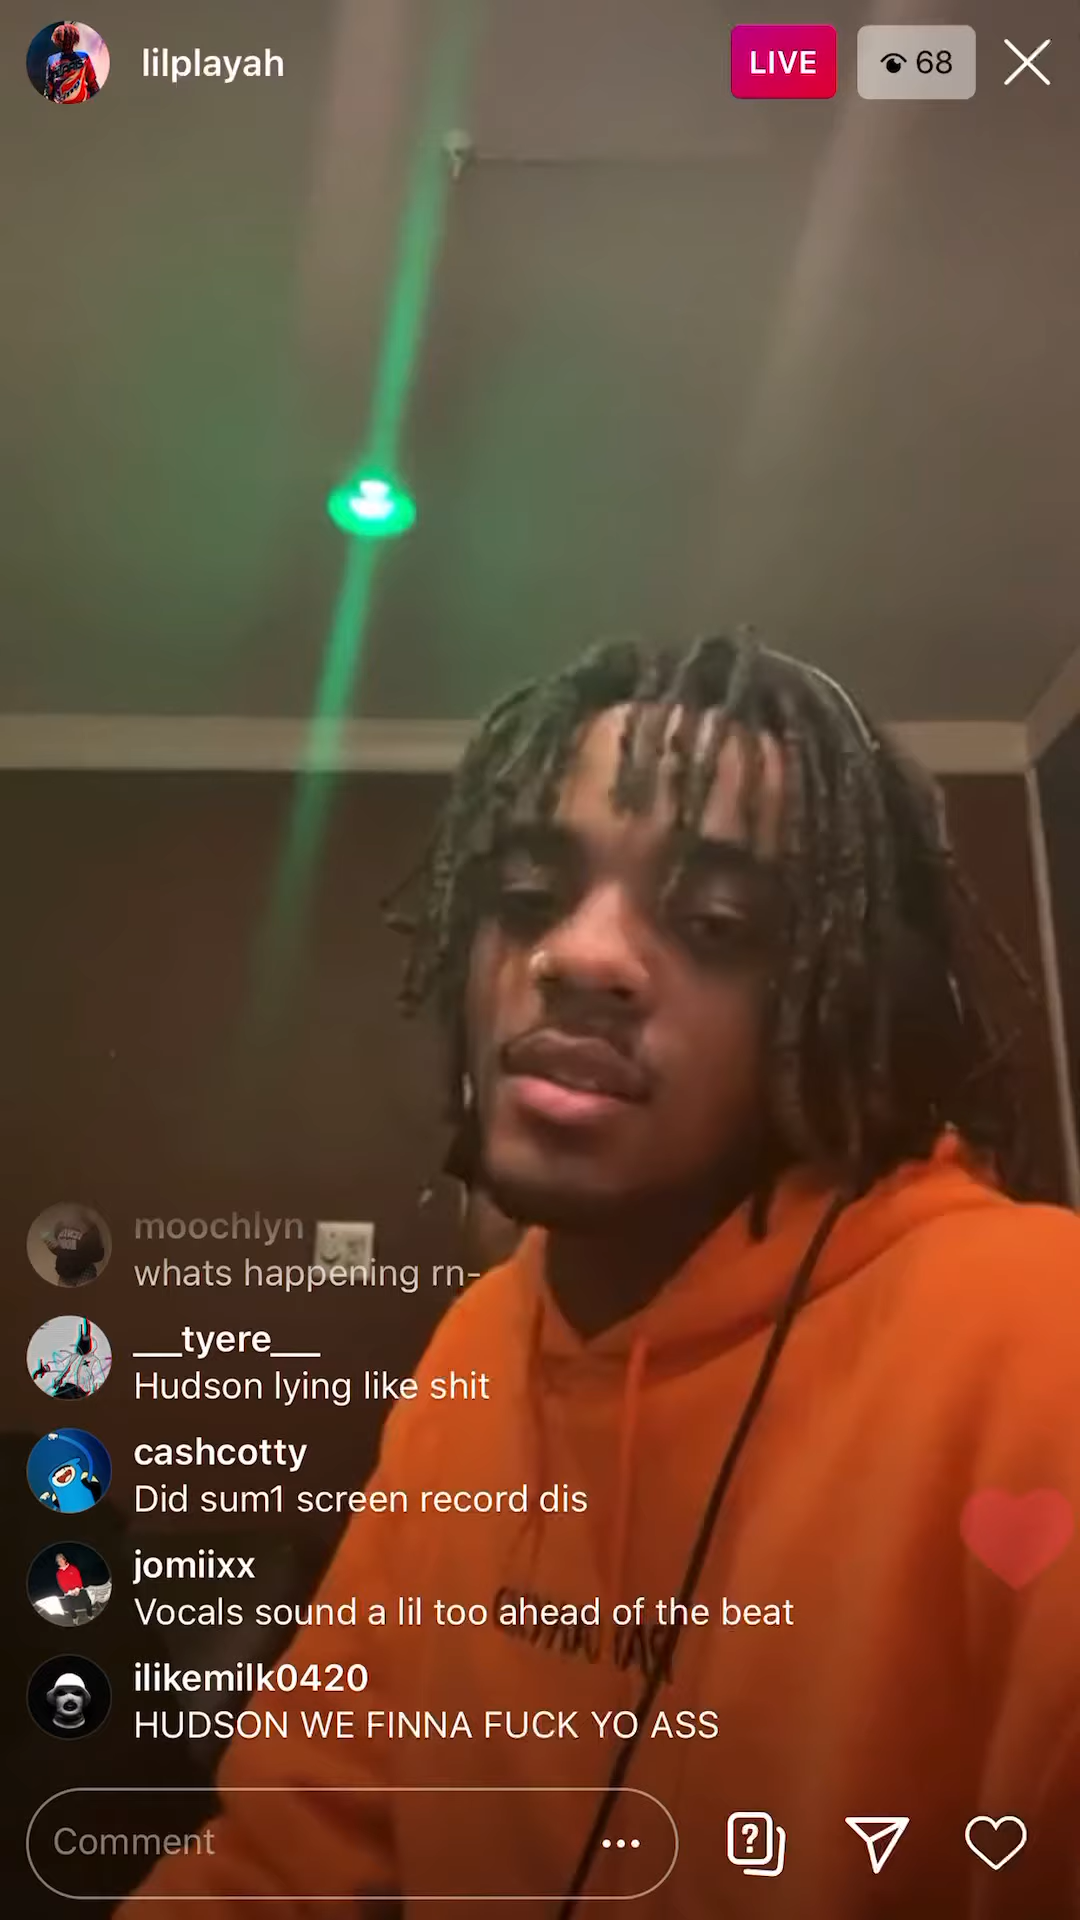 lilplayah
LIVE
68
moochlyn
whats happening rn-
___tyere___
Hudson lying like shit
cashcotty
Did sum1 screen record dis
jomiixx
Vocals sound a lil too ahead of the beat
ilikemilk0420
HUDSON WE FINNA FUCK YO ASS
Comment